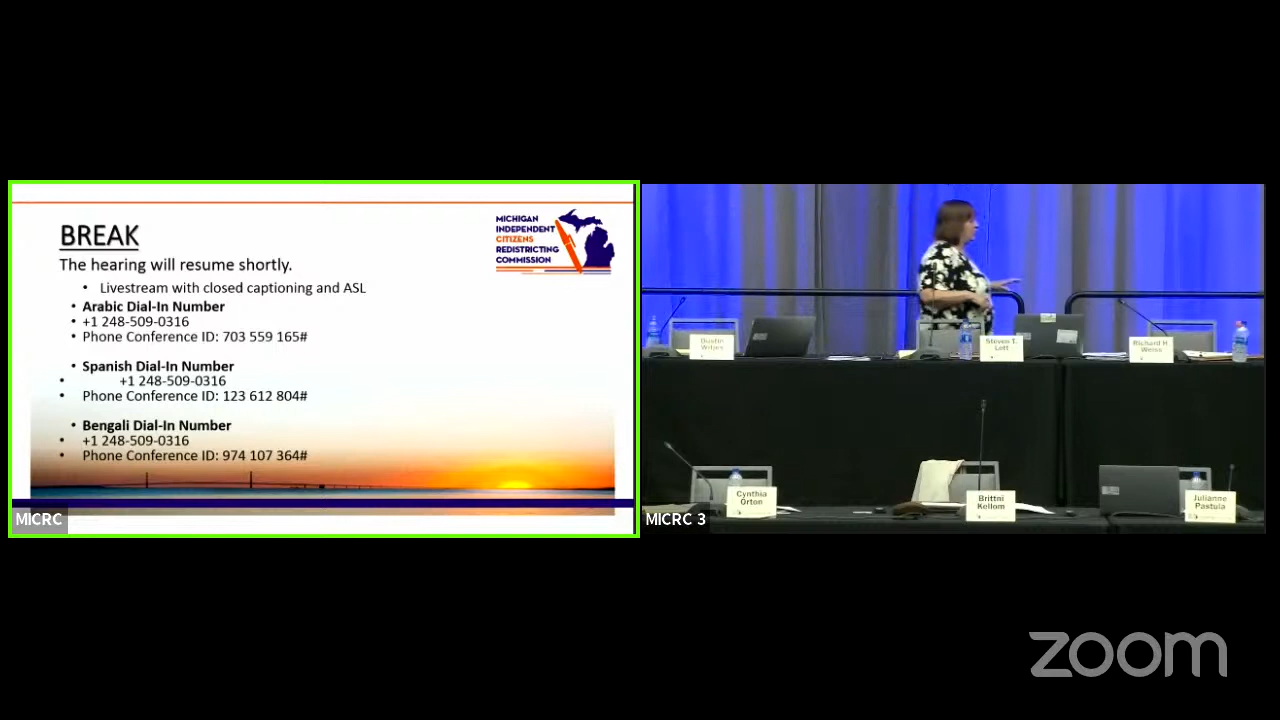 BREAK
The hearing will resume shortly.
• Livestream with closed captioning and ASL
• Arabic Dial-In Number
• +1 248-509-0316
• Phone Conference ID: 703 559 165#
• Spanish Dial-In Number
• +1 248-509-0316
• Phone Conference ID: 123 612 804#
• Bengali Dial-In Number
• +1 248-509-0316
• Phone Conference ID: 974 107 364#
MICHIGAN
INDEPENDENT
CITIZENS
REDISTRICTING
COMMISSION
MICRC
Dustin
Witjes
Steven T.
Lett
Richard H.
Weiss
Cynthia
Orton
Brittni
Kellom
Julianne
Pastula
MICRC 3
zoom